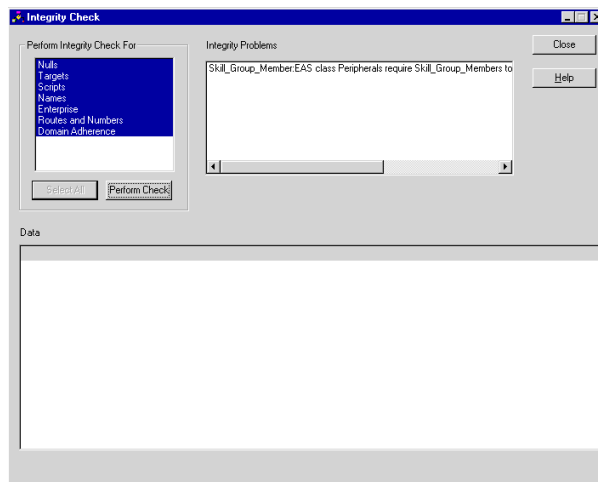 Integrity Check
Perform Integrity Check For
Nulls
Targets
Scripts
Names
Enterprise
Routes and Numbers
Domain Adherence
Select All
Perform Check
Integrity Problems
Skill_Group_Member:EAS class Peripherals require Skill_Group_Members to
Close
Help
Data